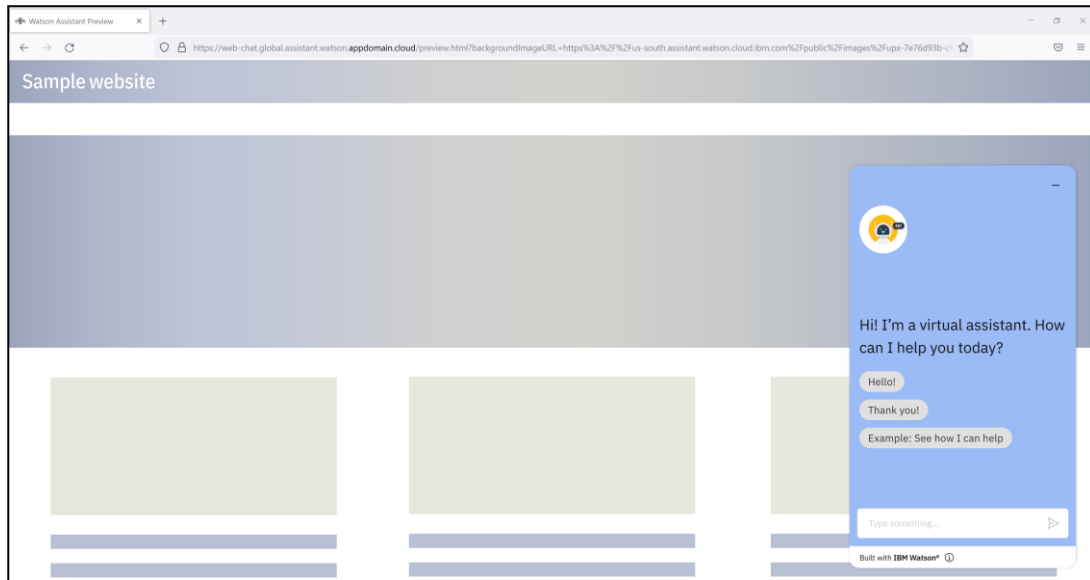 Watson Assistant Preview
https://web-chat.global.assistant.watson.appdomain.cloud/preview.html?backgroundImageURL=https%3A%2F%2Fus-south.assistant.watson.cloud.ibm.com%2Fpublic%2Fimages%2Fupx-7e76d93b-c
Sample website
HI!
Hi! I'm a virtual assistant. How
can I help you today?
Hello!
Thank you!
Example: See how I can help
Type something...
Built with IBM Watson®